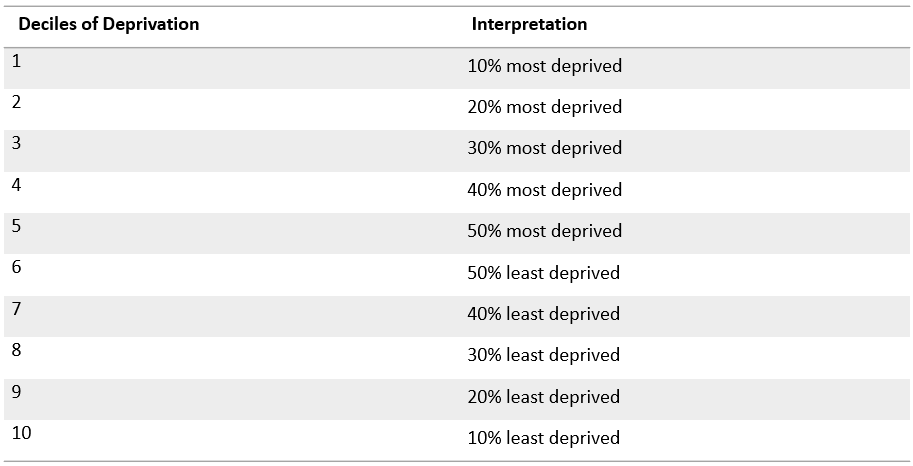 Deciles of Deprivation Interpretation
1 10% most deprived
2 20% most deprived
3 30% most deprived
4 40% most deprived
5 50% most deprived
6 50% least deprived
7 40% least deprived
8 30% least deprived
9 20% least deprived
10 10% least deprived